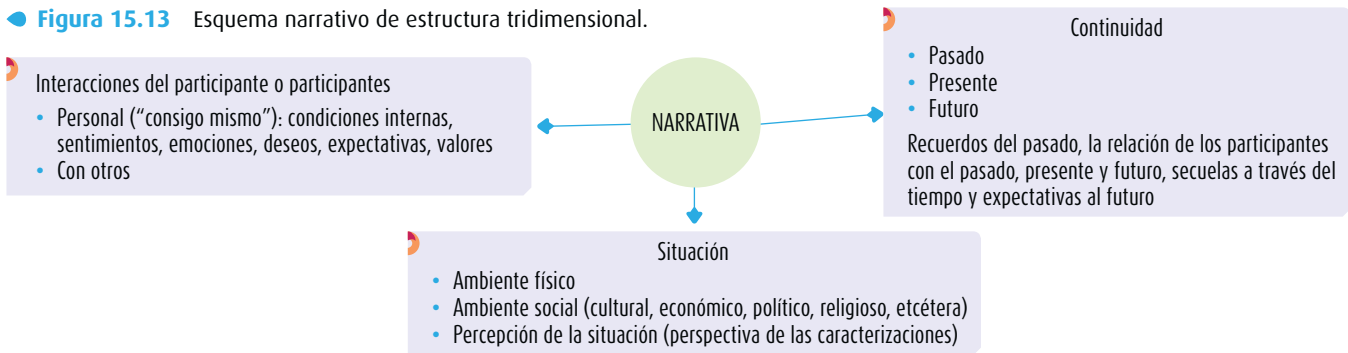 Figura 15.13 Esquema narrativo de estructura tridimensional.
Interacciones del participante o participantes
• Personal (“consigo mismo”): condiciones internas,
sentimientos, emociones, deseos, expectativas, valores
• Con otros
NARRATIVA
Continuidad
• Pasado
• Presente
• Futuro
Recuerdos del pasado, la relación de los participantes
con el pasado, presente y futuro, secuelas a través del
tiempo y expectativas al futuro
Situación
• Ambiente físico
• Ambiente social (cultural, económico, político, religioso, etcétera)
• Percepción de la situación (perspectiva de las caracterizaciones)